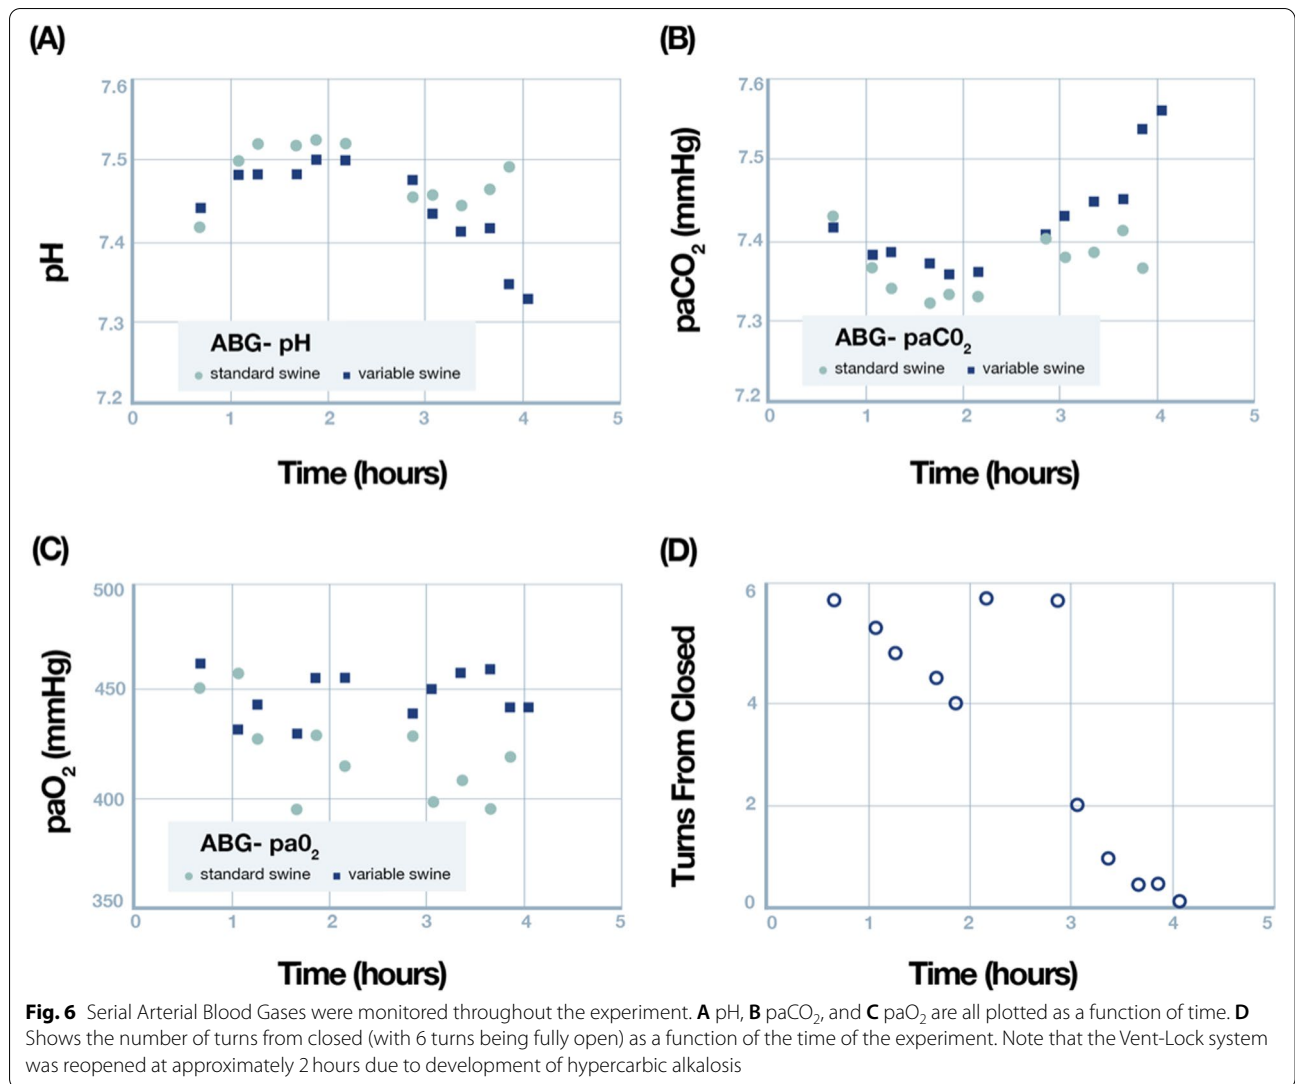 (A)
7.6
7.5
7.4
7.3
7.2
pH
ABG- pH
standard swine variable swine
0 1 2 3 4 5
Time (hours)
(B)
7.6
7.5
7.4
7.3
7.2
paCO2 (mmHg)
ABG- paC02
standard swine variable swine
0 1 2 3 4 5
Time (hours)
(C)
500
450
400
350
paO2 (mmHg)
ABG- pa02
standard swine variable swine
0 1 2 3 4 5
Time (hours)
(D)
6
4
2
0
Turns From Closed
0 1 2 3 4 5
Time (hours)
Fig. 6 Serial Arterial Blood Gases were monitored throughout the experiment. A pH, B paCO2, and C paO2 are all plotted as a function of time. D
Shows the number of turns from closed (with 6 turns being fully open) as a function of the time of the experiment. Note that the Vent-Lock system
was reopened at approximately 2 hours due to development of hypercarbic alkalosis